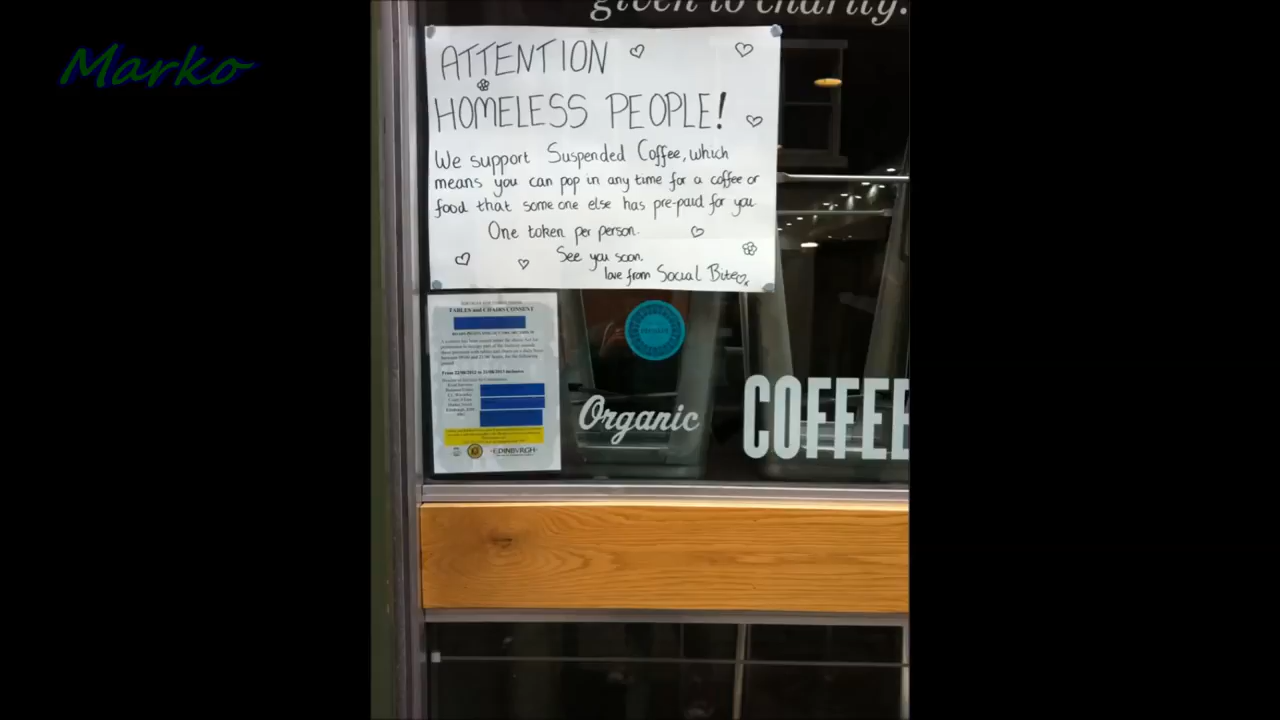 Marko
given to charity.
ATTENTION
HOMELESS PEOPLE!
We support Suspended Coffee, which
means you can pop in any time for a coffee or
food that someone else has pre-paid for you
One token per person.
See you soon.
love from Social Bite x
TABLES and CHAIRS CONSENT
EDINBVRGH
Organic
COFFEE